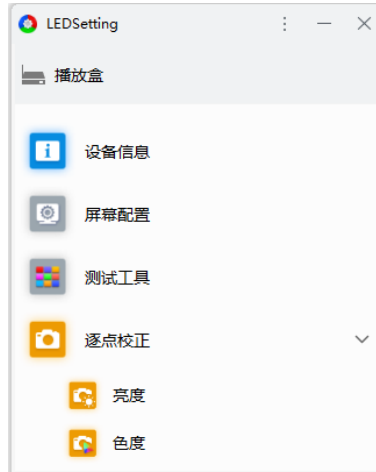 LEDSetting
播放盒
设备信息
屏幕配置
测试工具
逐点校正
亮度
色度